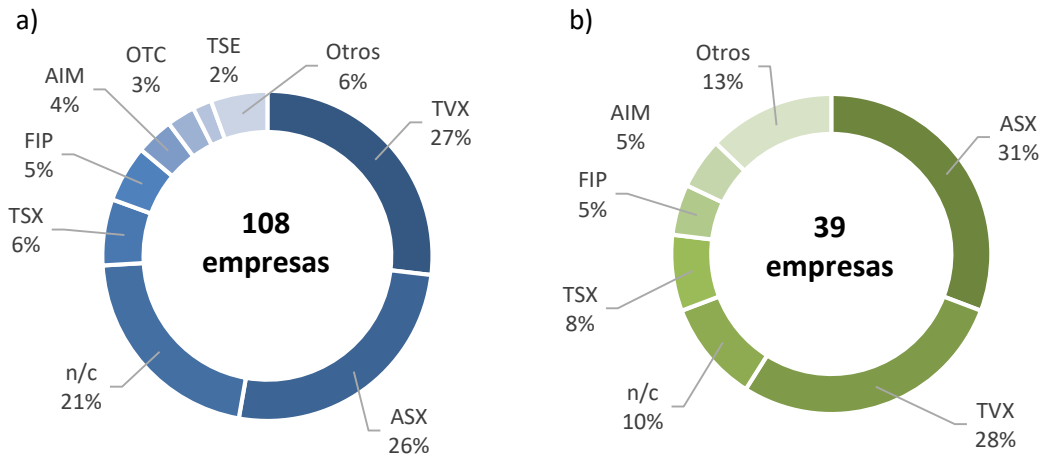 a)
TVX
27%
ASX
26%
n/c
21%
TSX
6%
FIP
5%
AIM
4%
OTC
3%
TSE
2%
Otros
6%
108
empresas
b)
ASX
31%
TVX
28%
n/c
10%
TSX
8%
FIP
5%
AIM
5%
Otros
13%
39
empresas